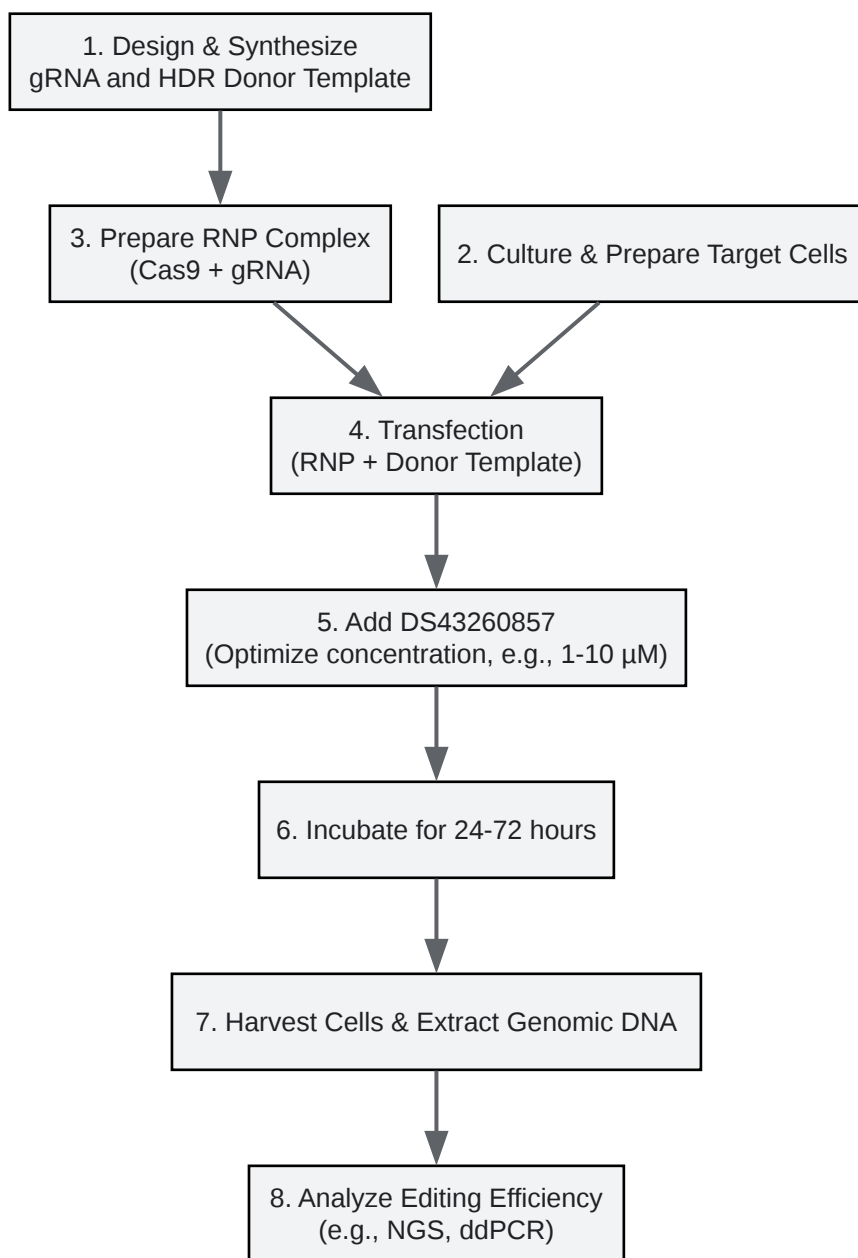 1. Design & Synthesize
gRNA and HDR Donor Template
3. Prepare RNP Complex
(Cas9 + gRNA)
2. Culture & Prepare Target Cells
4. Transfection
(RNP + Donor Template)
5. Add DS43260857
(Optimize concentration, e.g., 1-10 µM)
6. Incubate for 24-72 hours
7. Harvest Cells & Extract Genomic DNA
8. Analyze Editing Efficiency
(e.g., NGS, ddPCR)